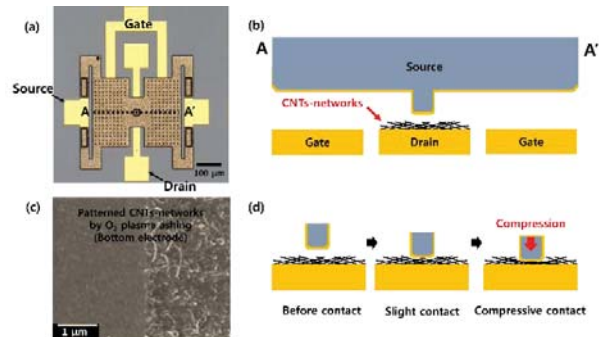 (a)
Gate
Source
A
A'
100 μm
Drain
(b)
A
A'
Source
CNTs-networks
Gate
Drain
Gate
(c)
Patterned CNTs-networks
by O₂ plasma ashing
(Bottom electrode)
1 μm
(d)
Compression
Before contact
Slight contact
Compressive contact